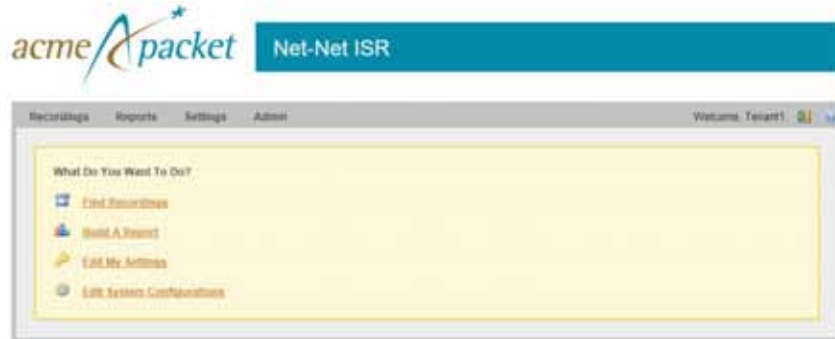 acme packet Net-Net ISR
Recordings Reports Settings Admin Welcome, Tenant1
What Do You Want To Do?
Find Recordings
Build A Report
Edit My Settings
Edit System Configurations